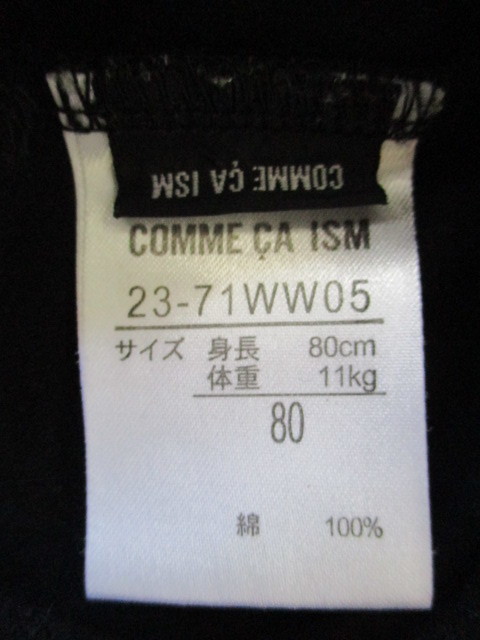 COMME ÇA ISM
COMME ÇA ISM
23-71WW05
サイズ 身長 80cm
体重 11kg
80
綿 100%